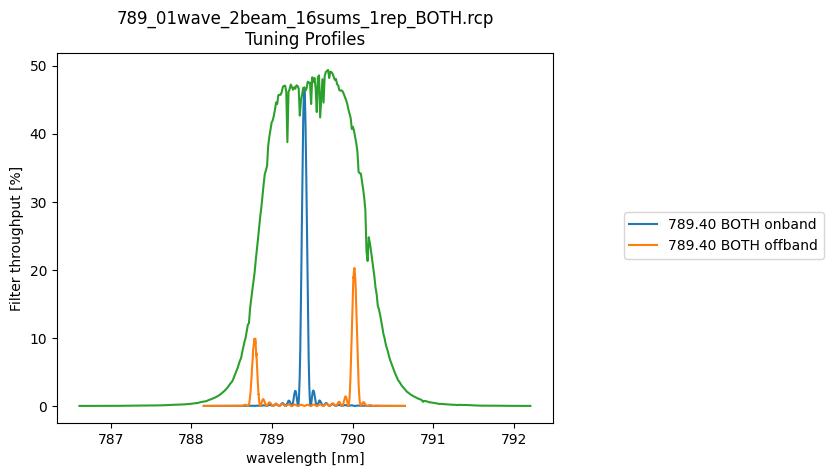 789_01wave_2beam_16sums_1rep_BOTH.rcp
Tuning Profiles
Filter throughput [%]
50
40
30
20
10
0
787 788 789 790 791 792
wavelength [nm]
789.40 BOTH onband
789.40 BOTH offband